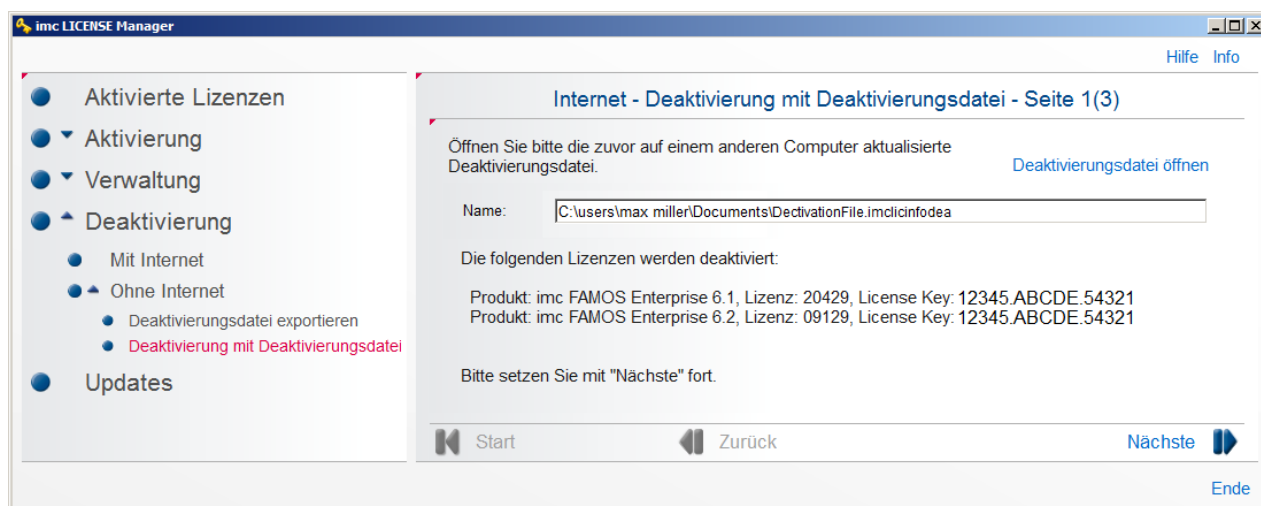 imc LICENSE Manager
Hilfe Info
Aktivierte Lizenzen
Aktivierung
Verwaltung
Deaktivierung
Mit Internet
Ohne Internet
Deaktivierungsdatei exportieren
Deaktivierung mit Deaktivierungsdatei
Updates
Internet - Deaktivierung mit Deaktivierungsdatei - Seite 1(3)
Öffnen Sie bitte die zuvor auf einem anderen Computer aktualisierte
Deaktivierungsdatei.
Deaktivierungsdatei öffnen
Name: C:\users\max miller\Documents\DectivationFile.imclicinfodea
Die folgenden Lizenzen werden deaktiviert:
Produkt: imc FAMOS Enterprise 6.1, Lizenz: 20429, License Key: 12345.ABCDE.54321
Produkt: imc FAMOS Enterprise 6.2, Lizenz: 09129, License Key: 12345.ABCDE.54321
Bitte setzen Sie mit "Nächste" fort.
Start Zurück Nächste
Ende